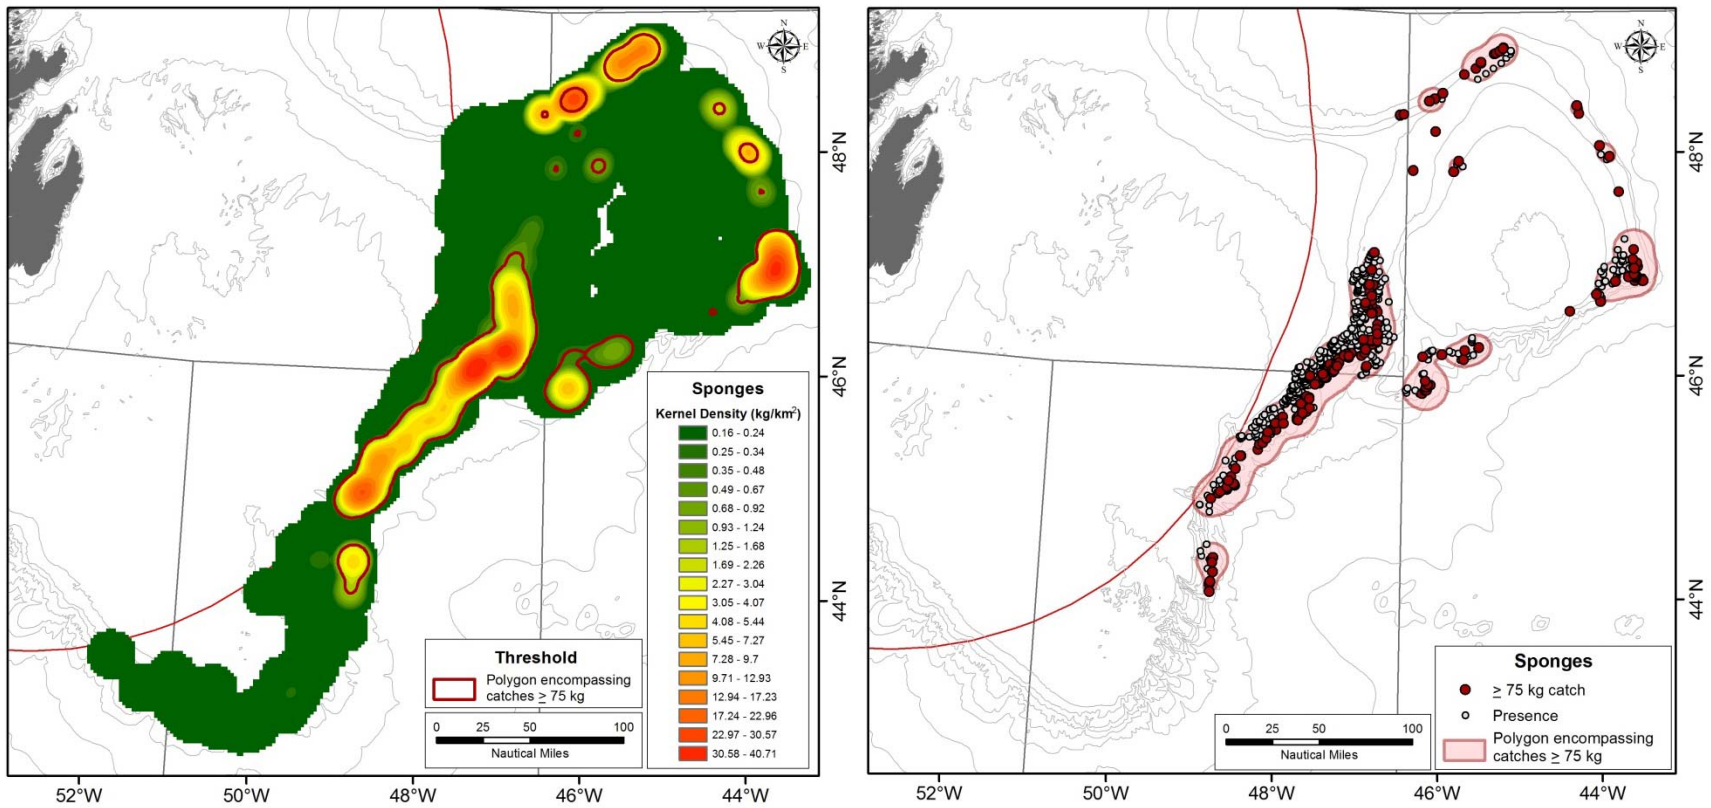 N
W E
S
48°N
46°N
44°N
Sponges
Kernel Density (kg/km²)
0.16 - 0.24
0.25 - 0.34
0.35 - 0.48
0.49 - 0.67
0.68 - 0.92
0.93 - 1.24
1.25 - 1.68
1.69 - 2.26
2.27 - 3.04
3.05 - 4.07
4.08 - 5.44
5.45 - 7.27
7.28 - 9.7
9.71 - 12.93
12.94 - 17.23
17.24 - 22.96
22.97 - 30.57
30.58 - 40.71
Threshold
Polygon encompassing
catches ≥ 75 kg
0 25 50 100
Nautical Miles
52°W 50°W 48°W 46°W 44°W
N
W E
S
48°N
46°N
44°N
Sponges
≥ 75 kg catch
Presence
Polygon encompassing
catches ≥ 75 kg
0 25 50 100
Nautical Miles
52°W 50°W 48°W 46°W 44°W